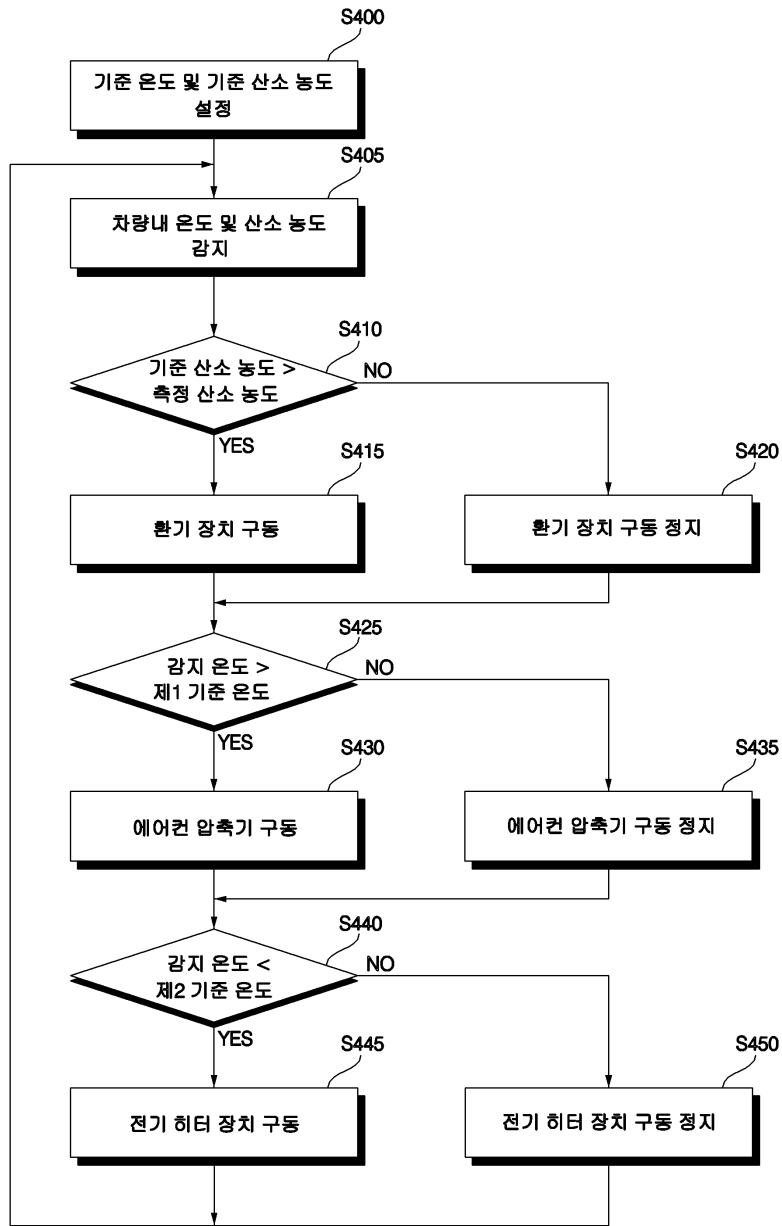 S400
기준 온도 및 기준 산소 농도
설정
S405
차량내 온도 및 산소 농도
감지
S410
기준 산소 농도 >
측정 산소 농도
NO
YES
S415
환기 장치 구동
S420
환기 장치 구동 정지
S425
감지 온도 >
제1 기준 온도
NO
YES
S430
에어컨 압축기 구동
S435
에어컨 압축기 구동 정지
S440
감지 온도 <
제2 기준 온도
NO
YES
S445
전기 히터 장치 구동
S450
전기 히터 장치 구동 정지